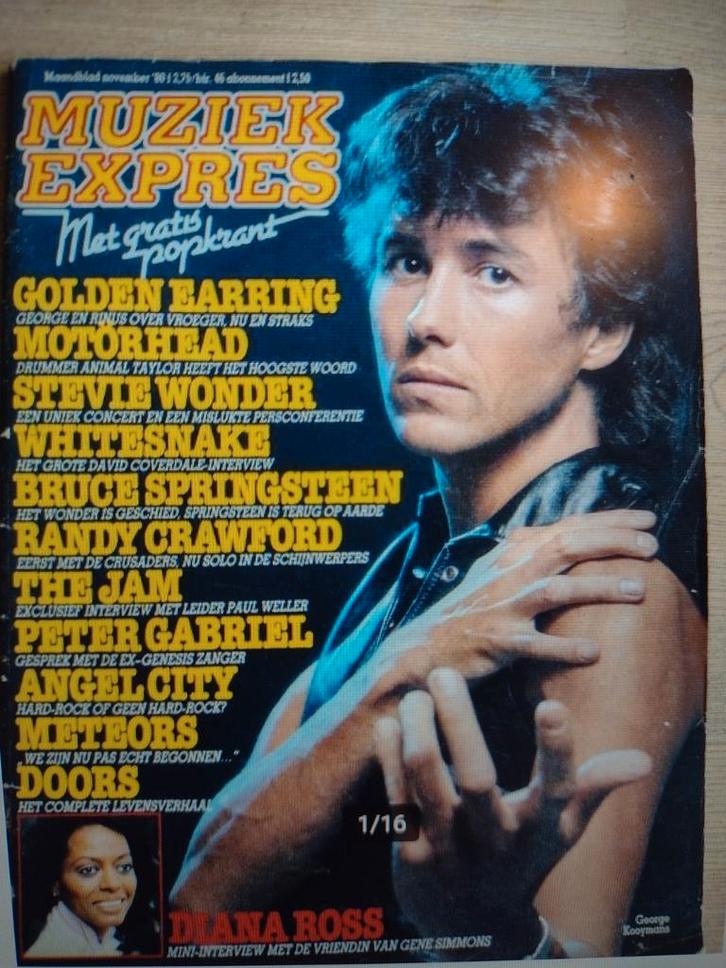 Maandblad november '80 | 2,75/bfr. 46 abonnement | 2,50
MUZIEK
EXPRES
Met gratis
popkrant
GOLDEN EARRING
GEORGE EN RINUS OVER VROEGER, NU EN STRAKS
MOTÖRHEAD
DRUMMER ANIMAL TAYLOR HEEFT HET HOOGSTE WOORD
STEVIE WONDER
EEN UNIEK CONCERT EN EEN MISLUKTE PERSCONFERENTIE
WHITESNAKE
HET GROTE DAVID COVERDALE-INTERVIEW
BRUCE SPRINGSTEEN
HET WONDER IS GESCHIED, SPRINGSTEEN IS TERUG OP AARDE
RANDY CRAWFORD
EERST MET DE CRUSADERS, NU SOLO IN DE SCHIJNWERPERS
THE JAM
EXCLUSIEF INTERVIEW MET LEIDER PAUL WELLER
PETER GABRIEL
GESPREK MET DE EX-GENESIS ZANGER
ANGEL CITY
HARD-ROCK OF GEEN HARD-ROCK?
METEORS
„WE ZIJN NU PAS ECHT BEGONNEN..."
DOORS
HET COMPLETE LEVENSVERHAAL
1/16
DIANA ROSS
MINI-INTERVIEW MET DE VRIENDIN VAN GENE SIMMONS
George
Kooymans